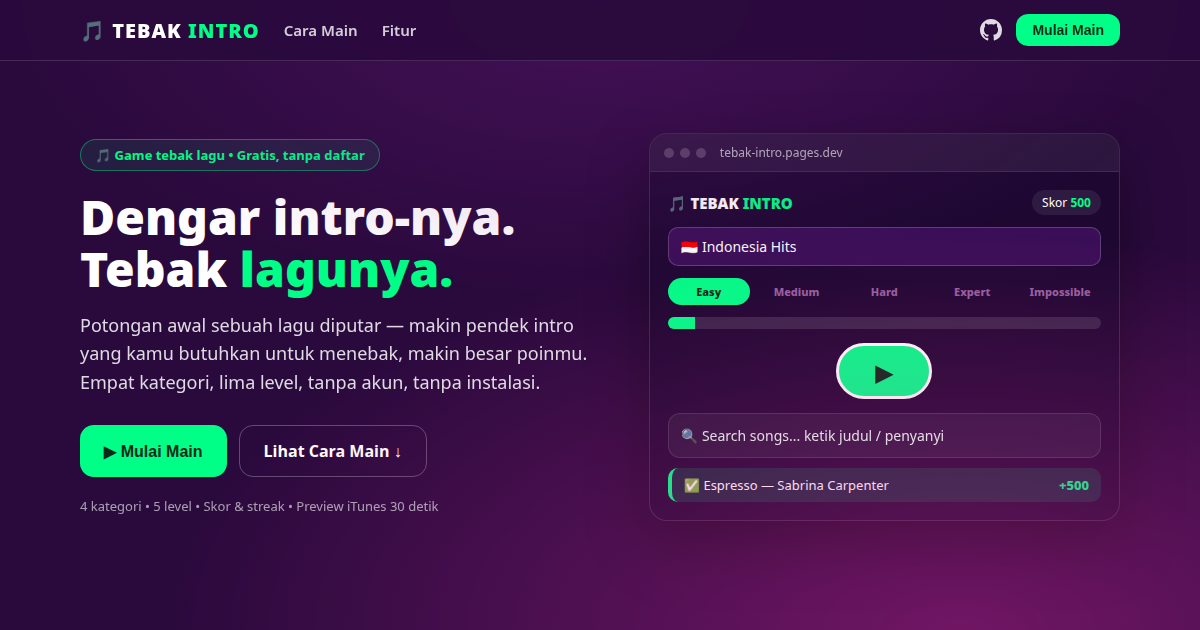 🎵 TEBAK INTRO
Cara Main
Fitur
Mulai Main
🎵 Game tebak lagu • Gratis, tanpa daftar
Dengar intro-nya.
Tebak lagunya.
Potongan awal sebuah lagu diputar — makin pendek intro
yang kamu butuhkan untuk menebak, makin besar poinmu.
Empat kategori, lima level, tanpa akun, tanpa instalasi.
▶ Mulai Main
Lihat Cara Main ↓
4 kategori • 5 level • Skor & streak • Preview iTunes 30 detik
tebak-intro.pages.dev
🎵 TEBAK INTRO
Skor 500
🇮🇩 Indonesia Hits
Easy
Medium
Hard
Expert
Impossible
▶
🔍 Search songs... ketik judul / penyanyi
✅ Espresso — Sabrina Carpenter
+500